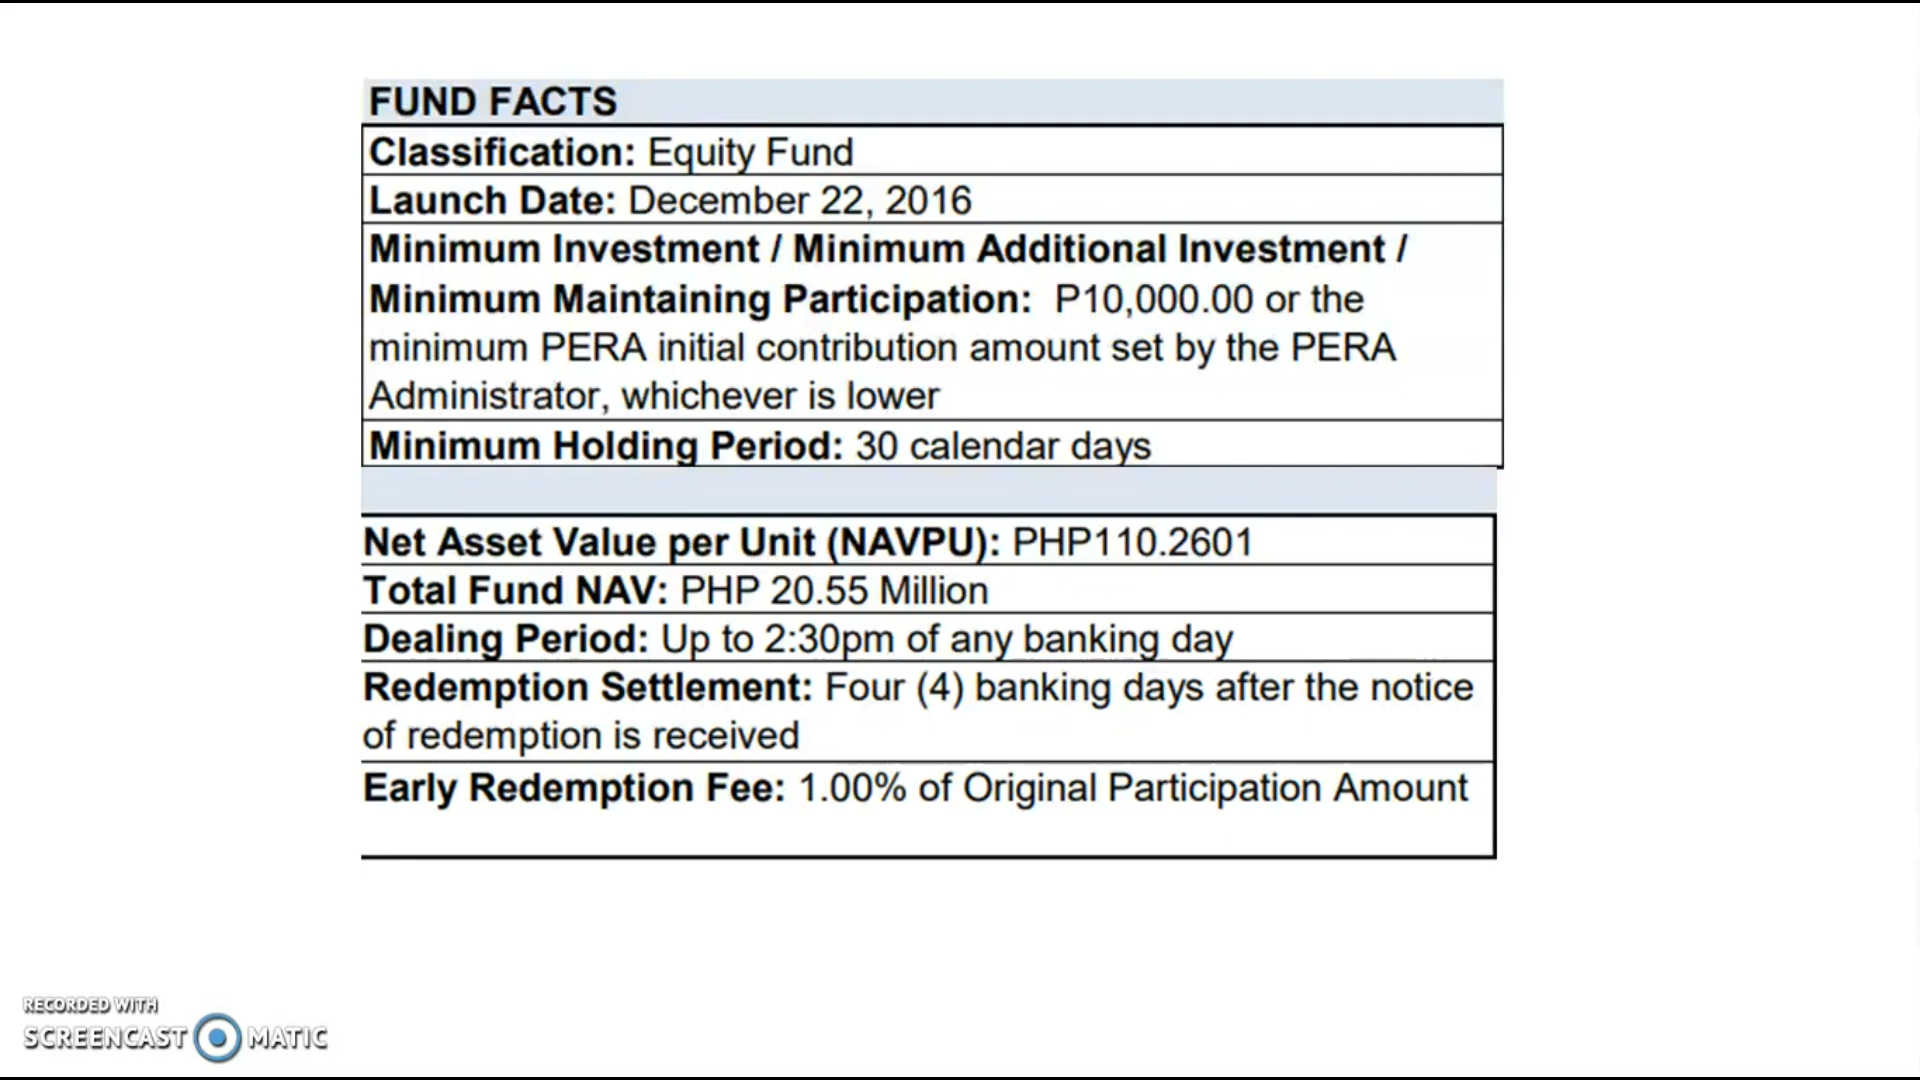 FUND FACTS
Classification: Equity Fund
Launch Date: December 22, 2016
Minimum Investment / Minimum Additional Investment /
Minimum Maintaining Participation: P10,000.00 or the
minimum PERA initial contribution amount set by the PERA
Administrator, whichever is lower
Minimum Holding Period: 30 calendar days
Net Asset Value per Unit (NAVPU): PHP110.2601
Total Fund NAV: PHP 20.55 Million
Dealing Period: Up to 2:30pm of any banking day
Redemption Settlement: Four (4) banking days after the notice
of redemption is received
Early Redemption Fee: 1.00% of Original Participation Amount
RECORDED WITH
SCREENCAST MATIC